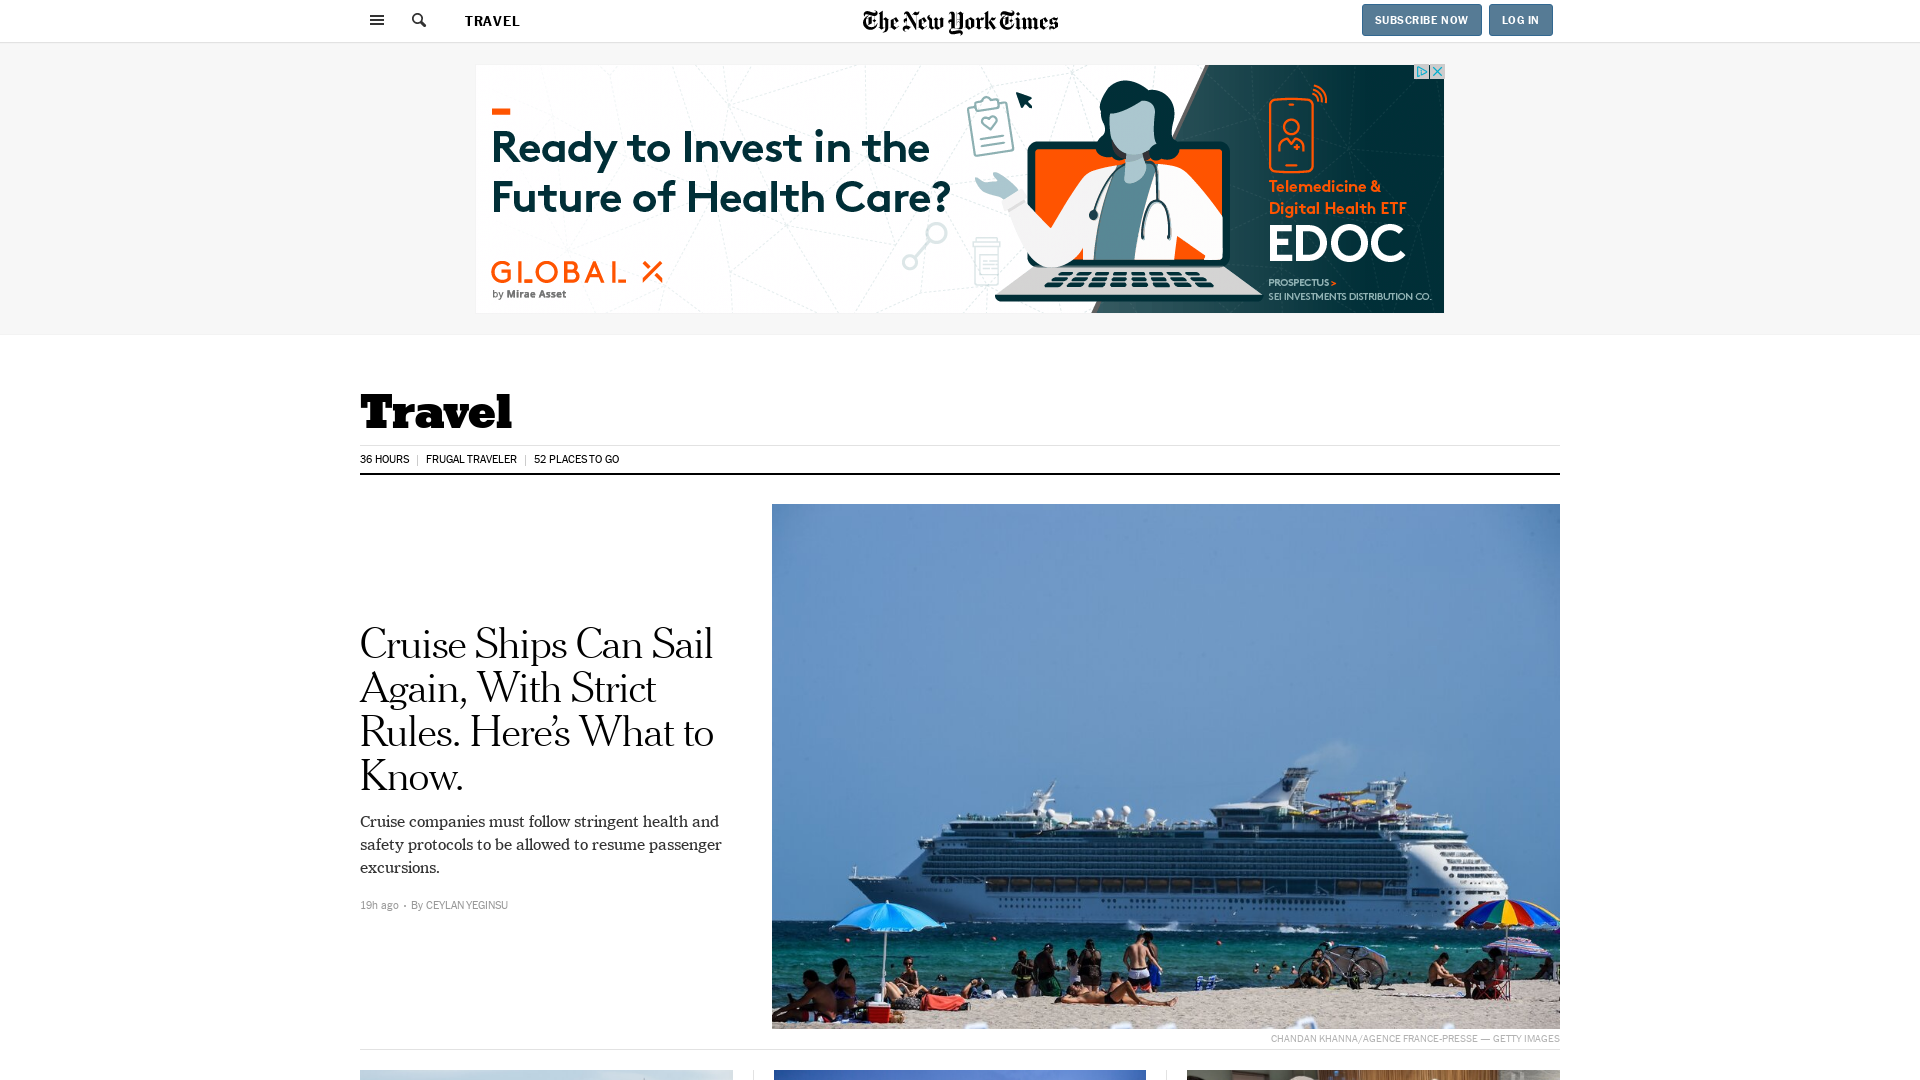 TRAVEL
The New York Times
SUBSCRIBE NOW
LOG IN
Ready to Invest in the
Future of Health Care?
GLOBAL X
by Mirae Asset
Telemedicine &
Digital Health ETF
EDOC
PROSPECTUS >
SEI INVESTMENTS DISTRIBUTION CO.
Travel
36 HOURS
FRUGAL TRAVELER
52 PLACES TO GO
Cruise Ships Can Sail
Again, With Strict
Rules. Here’s What to
Know.
Cruise companies must follow stringent health and
safety protocols to be allowed to resume passenger
excursions.
19h ago · By CEYLAN YEGINSU
CHANDAN KHANNA/AGENCE FRANCE-PRESSE — GETTY IMAGES